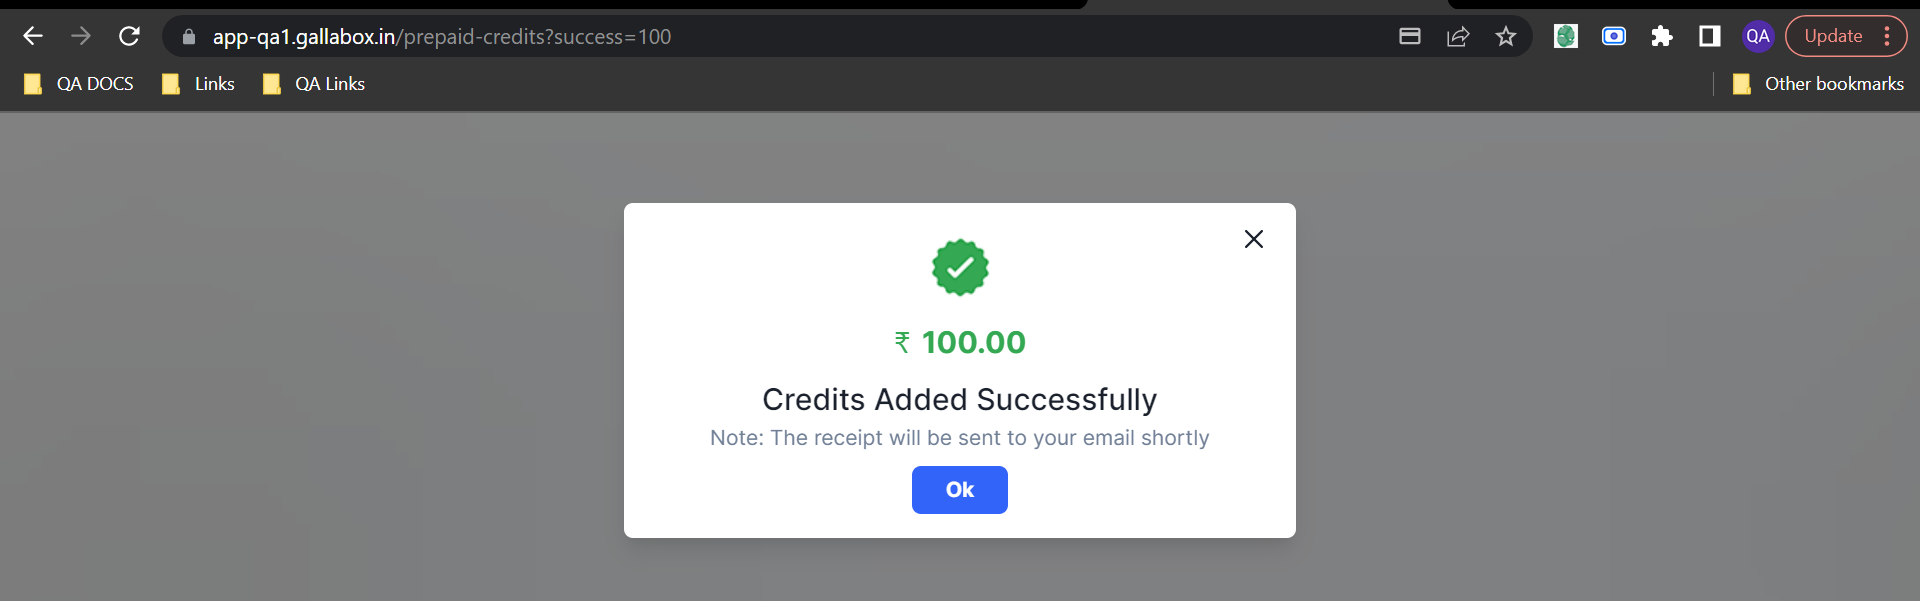 app-qa1.gallabox.in/prepaid-credits?success=100
QA
Update
QA DOCS
Links
QA Links
Other bookmarks
₹ 100.00
Credits Added Successfully
Note: The receipt will be sent to your email shortly
Ok